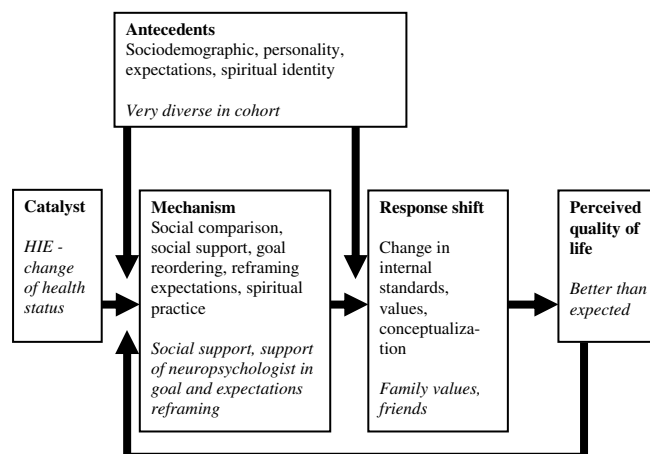 Antecedents
Sociodemographic, personality,
expectations, spiritual identity
Very diverse in cohort
Catalyst
HIE -
change
of health
status
Mechanism
Social comparison,
social support, goal
reordering, reframing
expectations, spiritual
practice
Social support, support
of neuropsychologist in
goal and expectations
reframing
Response shift
Change in
internal
standards,
values,
conceptualiza-
tion
Family values,
friends
Perceived
quality of
life
Better than
expected